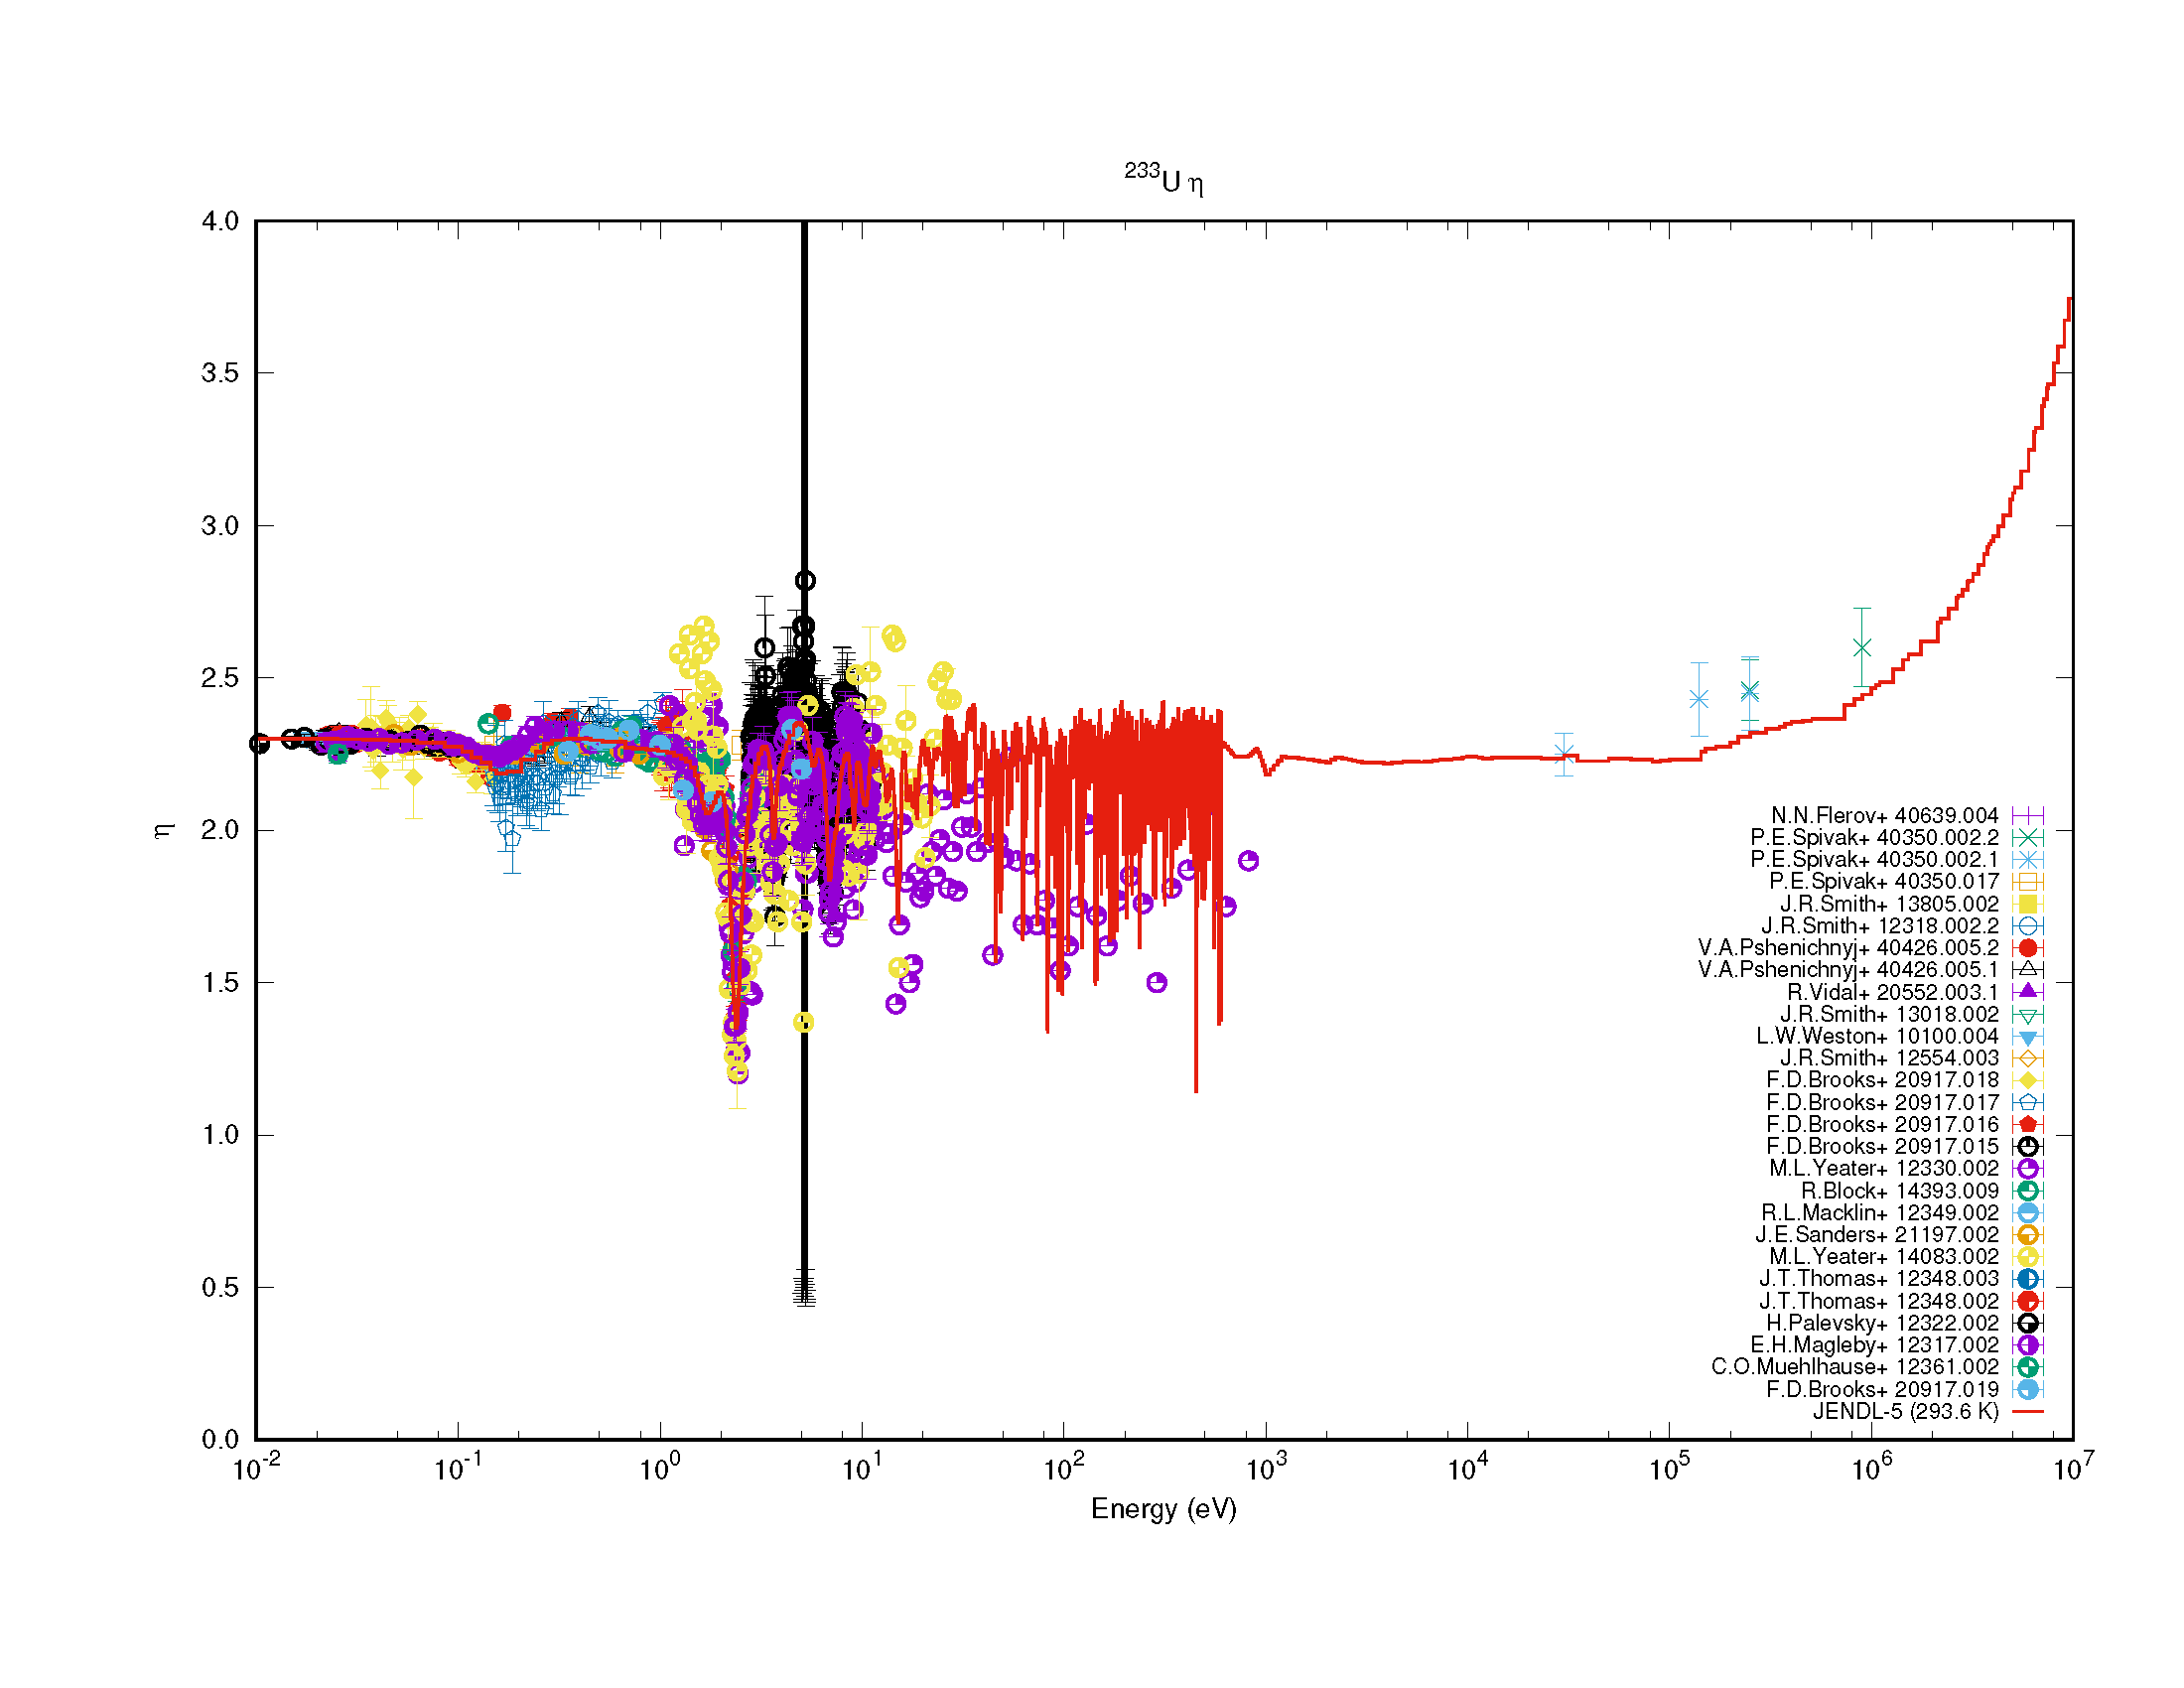 ²³³U η
4.0
3.5
3.0
2.5
2.0
1.5
1.0
0.5
0.0
η
10⁻² 10⁻¹ 10⁰ 10¹ 10² 10³ 10⁴ 10⁵ 10⁶ 10⁷
Energy (eV)
N.N.Flerov+ 40639.004
P.E.Spivak+ 40350.002.2
P.E.Spivak+ 40350.002.1
P.E.Spivak+ 40350.017
J.R.Smith+ 13805.002
J.R.Smith+ 12318.002.2
V.A.Pshenichnyj+ 40426.005.2
V.A.Pshenichnyj+ 40426.005.1
R.Vidal+ 20552.003.1
J.R.Smith+ 13018.002
L.W.Weston+ 10100.004
J.R.Smith+ 12554.003
F.D.Brooks+ 20917.018
F.D.Brooks+ 20917.017
F.D.Brooks+ 20917.016
F.D.Brooks+ 20917.015
M.L.Yeater+ 12330.002
R.Block+ 14393.009
R.L.Macklin+ 12349.002
J.E.Sanders+ 21197.002
M.L.Yeater+ 14083.002
J.T.Thomas+ 12348.003
J.T.Thomas+ 12348.002
H.Palevsky+ 12322.002
E.H.Magleby+ 12317.002
C.O.Muehlhause+ 12361.002
F.D.Brooks+ 20917.019
JENDL-5 (293.6 K)